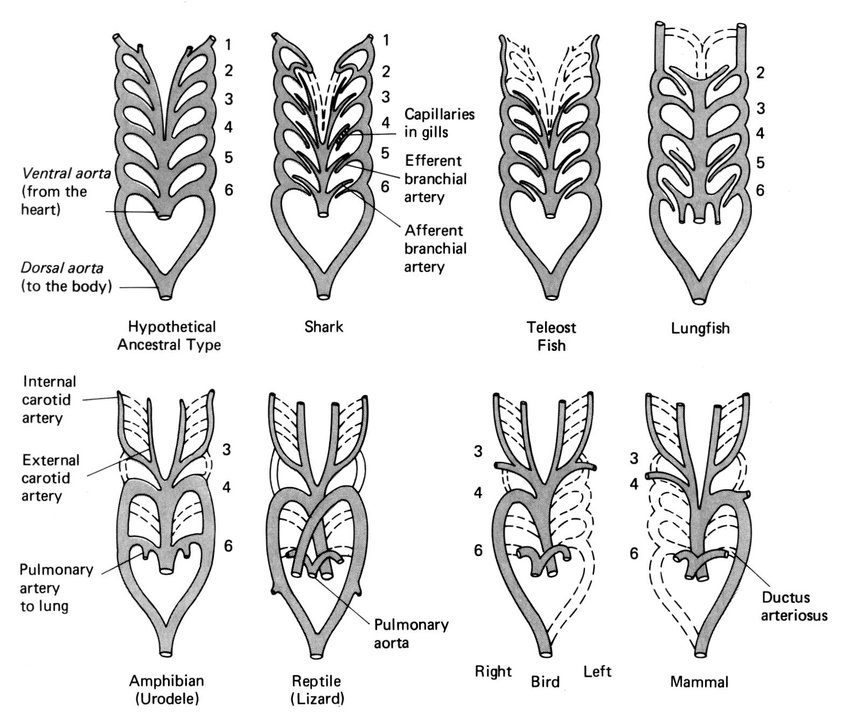 1
2
3
4
5
6
Ventral aorta
(from the
heart)
Dorsal aorta
(to the body)
Hypothetical
Ancestral Type
1
2
3
4
5
6
Capillaries
in gills
Efferent
branchial
artery
Afferent
branchial
artery
Shark
Teleost
Fish
2
3
4
5
6
Lungfish
Internal
carotid
artery
External
carotid
artery
Pulmonary
artery
to lung
3
4
6
Amphibian
(Urodele)
Pulmonary
aorta
Reptile
(Lizard)
3
4
6
Right Bird Left
3
4
6
Ductus
arteriosus
Mammal